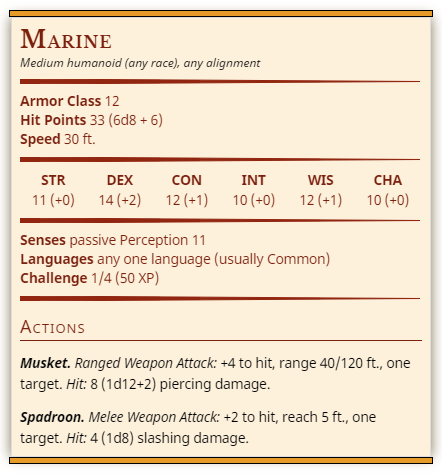 Marine
Medium humanoid (any race), any alignment
Armor Class 12
Hit Points 33 (6d8 + 6)
Speed 30 ft.
STR DEX CON INT WIS CHA
11 (+0) 14 (+2) 12 (+1) 10 (+0) 12 (+1) 10 (+0)
Senses passive Perception 11
Languages any one language (usually Common)
Challenge 1/4 (50 XP)
Actions
Musket. Ranged Weapon Attack: +4 to hit, range 40/120 ft., one
target. Hit: 8 (1d12+2) piercing damage.
Spadroon. Melee Weapon Attack: +2 to hit, reach 5 ft., one
target. Hit: 4 (1d8) slashing damage.